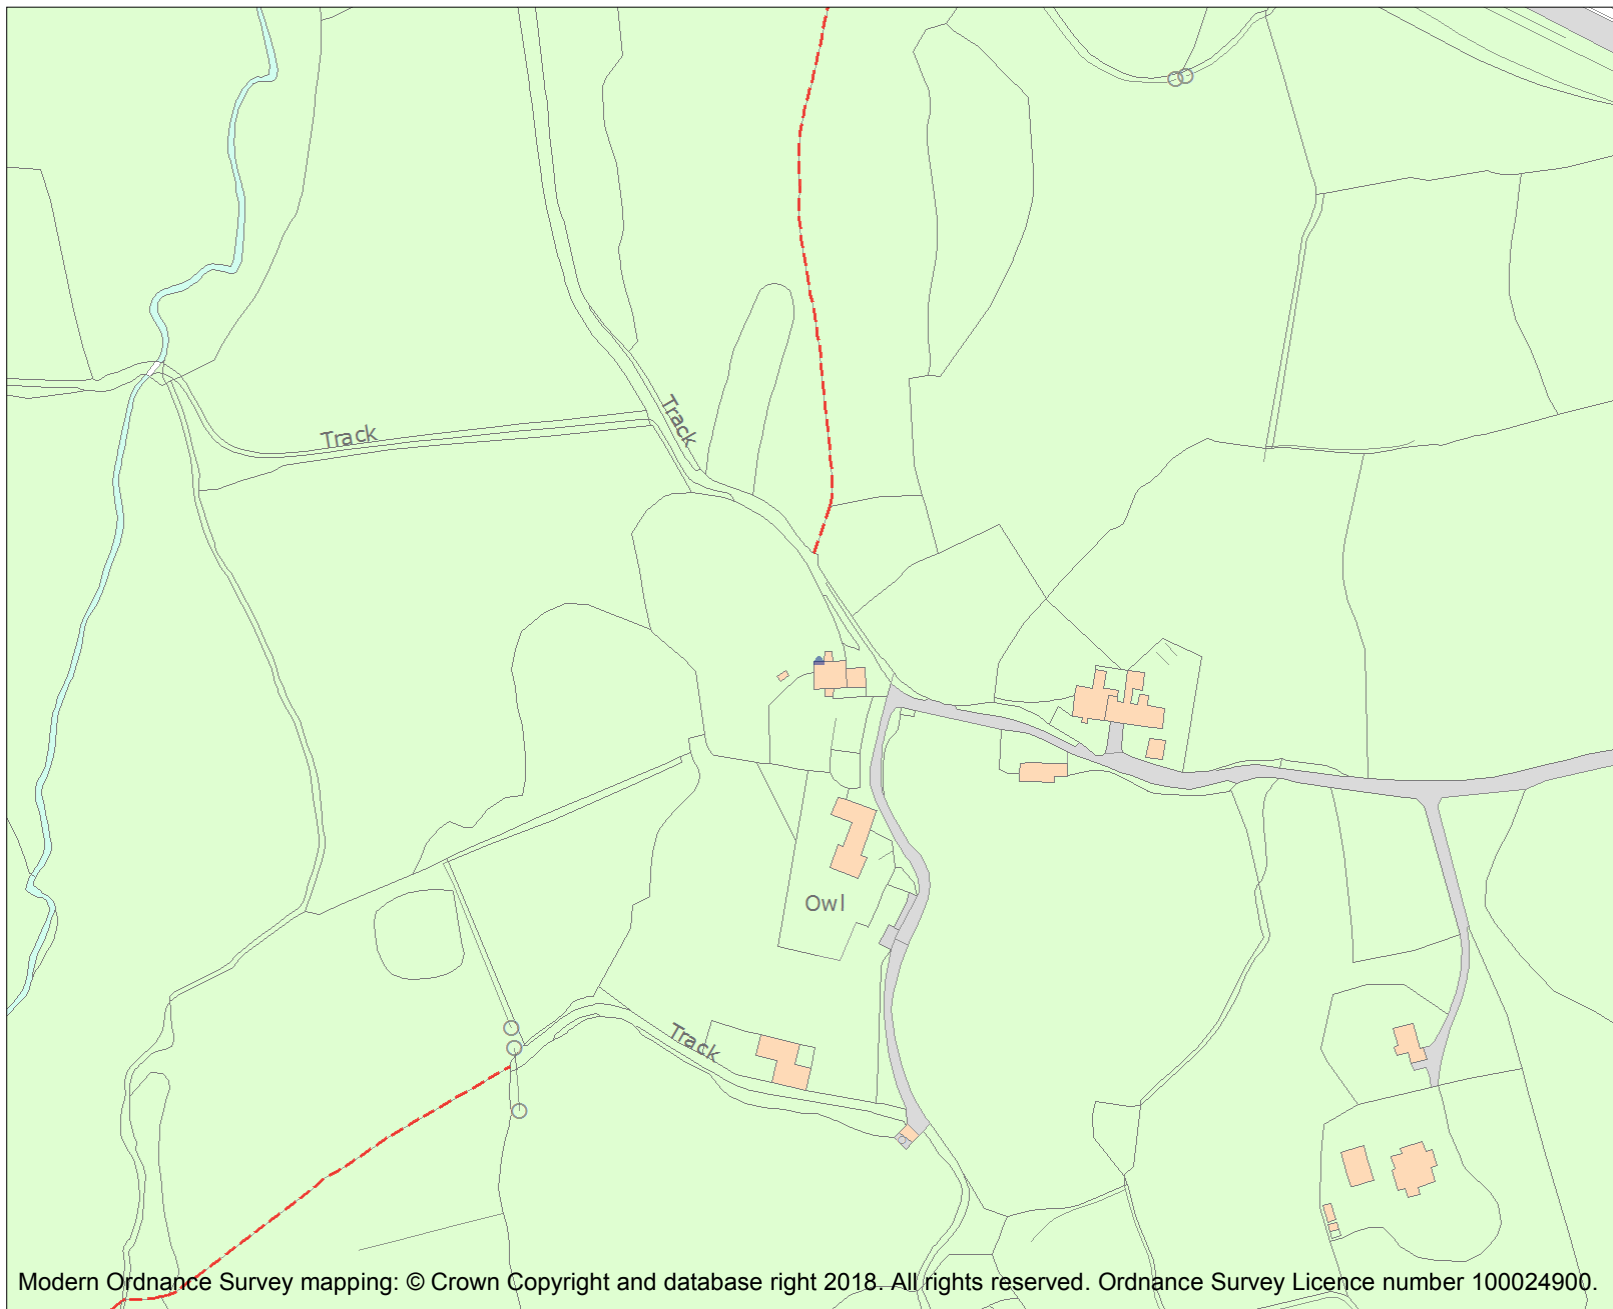 Track
Track
Owl
Track
Modern Ordnance Survey mapping: © Crown Copyright and database right 2018. All rights reserved. Ordnance Survey Licence number 100024900.